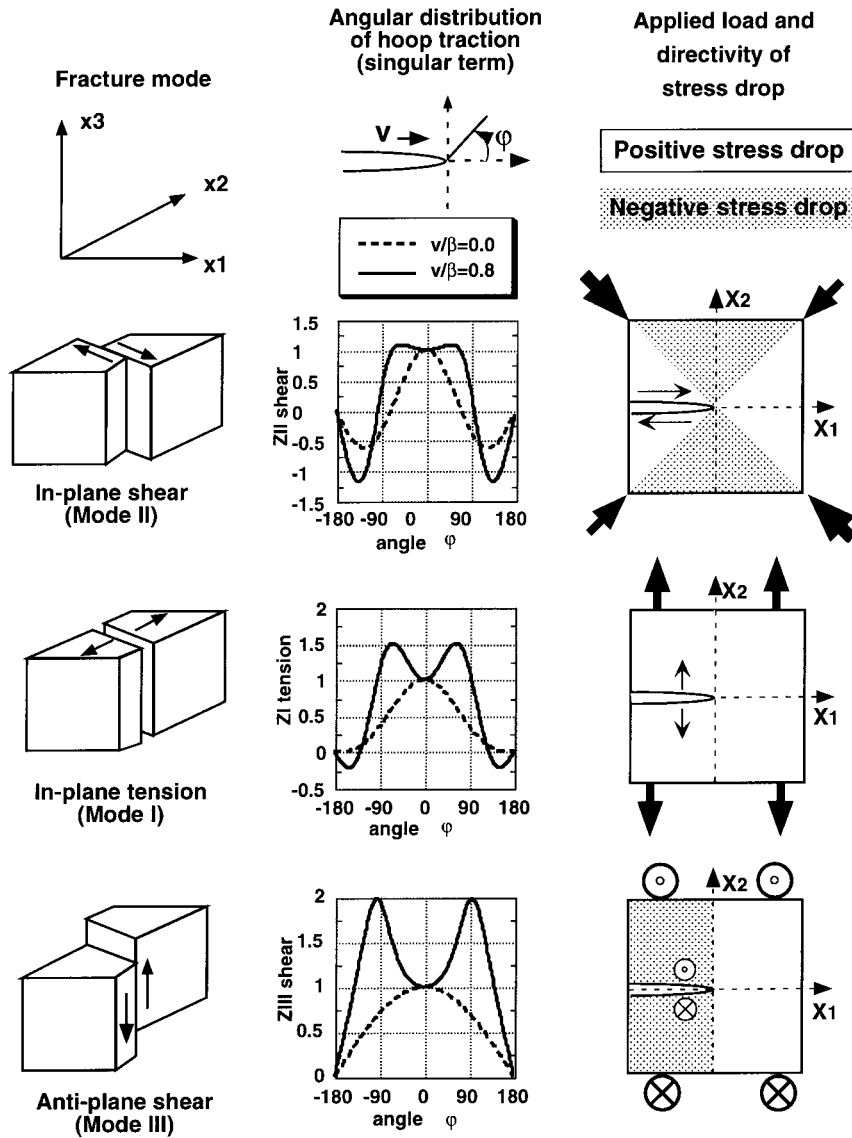 Fracture mode
x3
x2
x1
Angular distribution
of hoop traction
(singular term)
V
φ
v/β=0.0
v/β=0.8
Applied load and
directivity of
stress drop
Positive stress drop
Negative stress drop
In-plane shear
(Mode II)
ZII shear
1.5
1
0.5
0
-0.5
-1
-1.5
-180 -90 0 90 180
angle φ
X2
X1
In-plane tension
(Mode I)
ZI tension
2
1.5
1
0.5
0
-0.5
-180 -90 0 90 180
angle φ
X2
X1
Anti-plane shear
(Mode III)
ZIII shear
2
1.5
1
0.5
0
-180 -90 0 90 180
angle φ
X2
X1